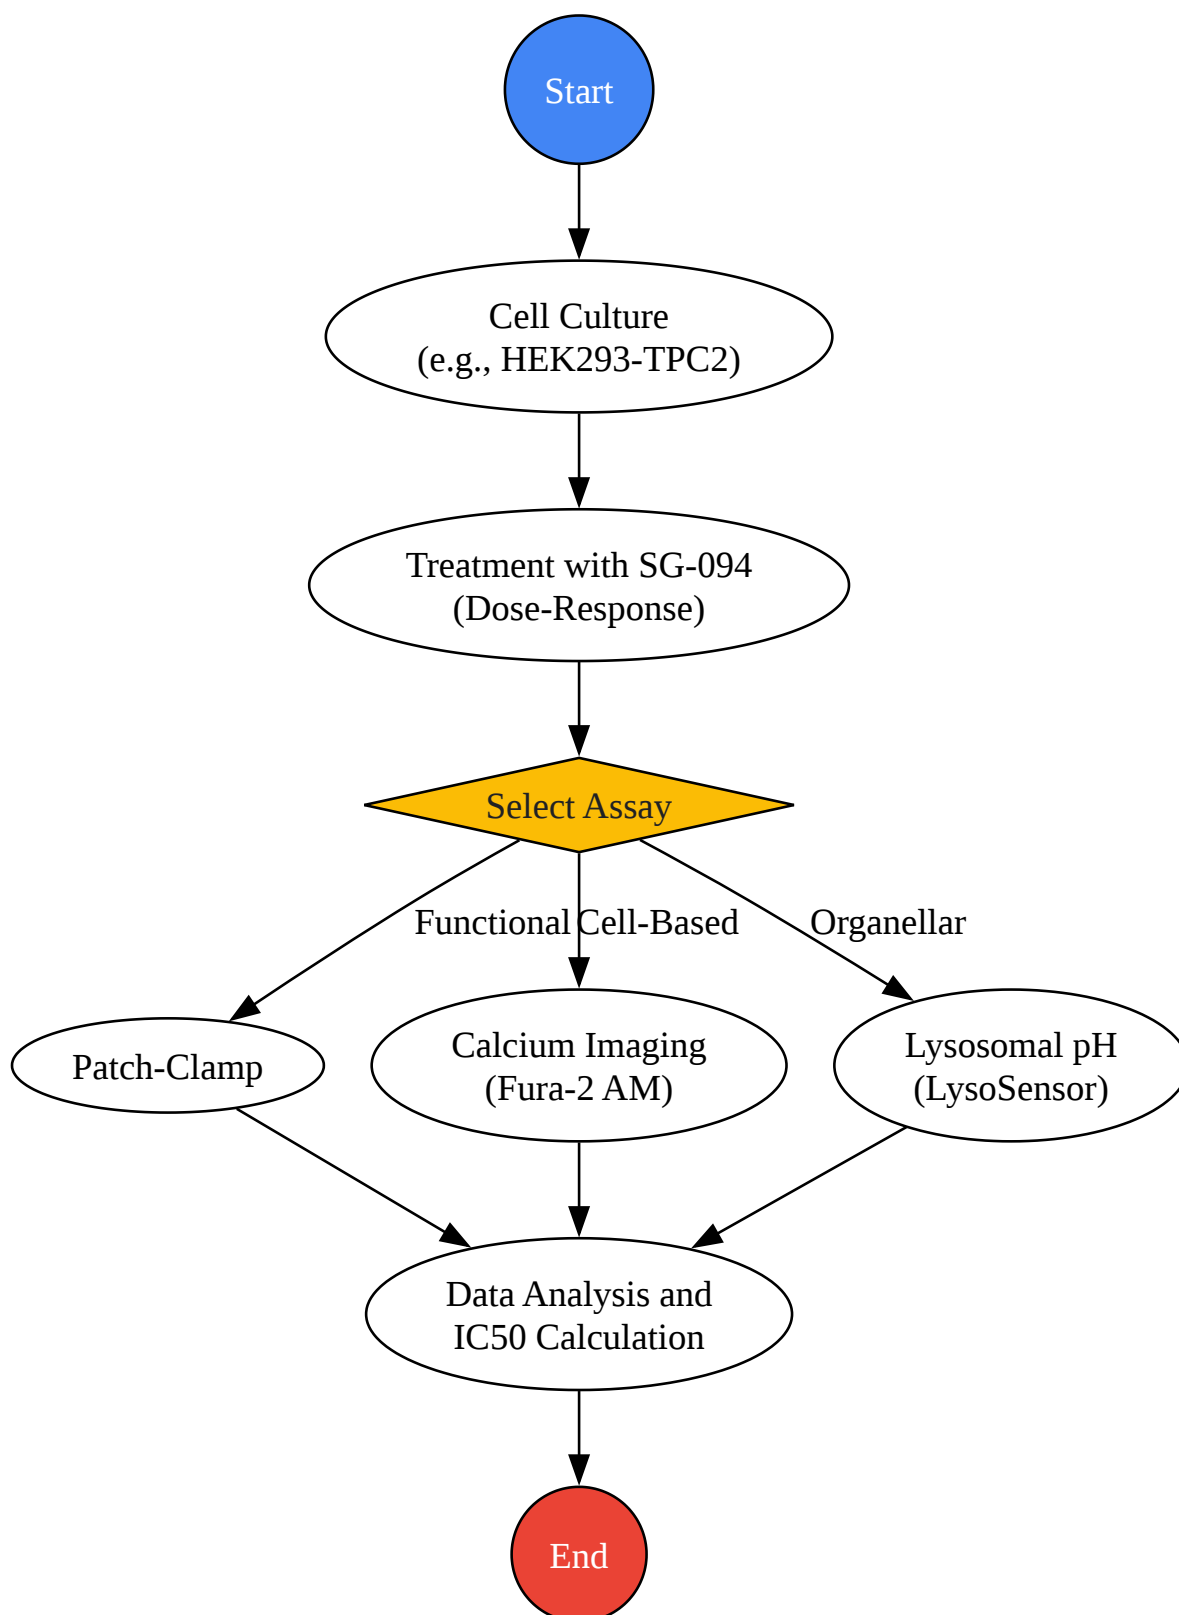 Start
Cell Culture
(e.g., HEK293-TPC2)
Treatment with SG-094
(Dose-Response)
Select Assay
Functional
Cell-Based
Organellar
Patch-Clamp
Calcium Imaging
(Fura-2 AM)
Lysosomal pH
(LysoSensor)
Data Analysis and
IC50 Calculation
End